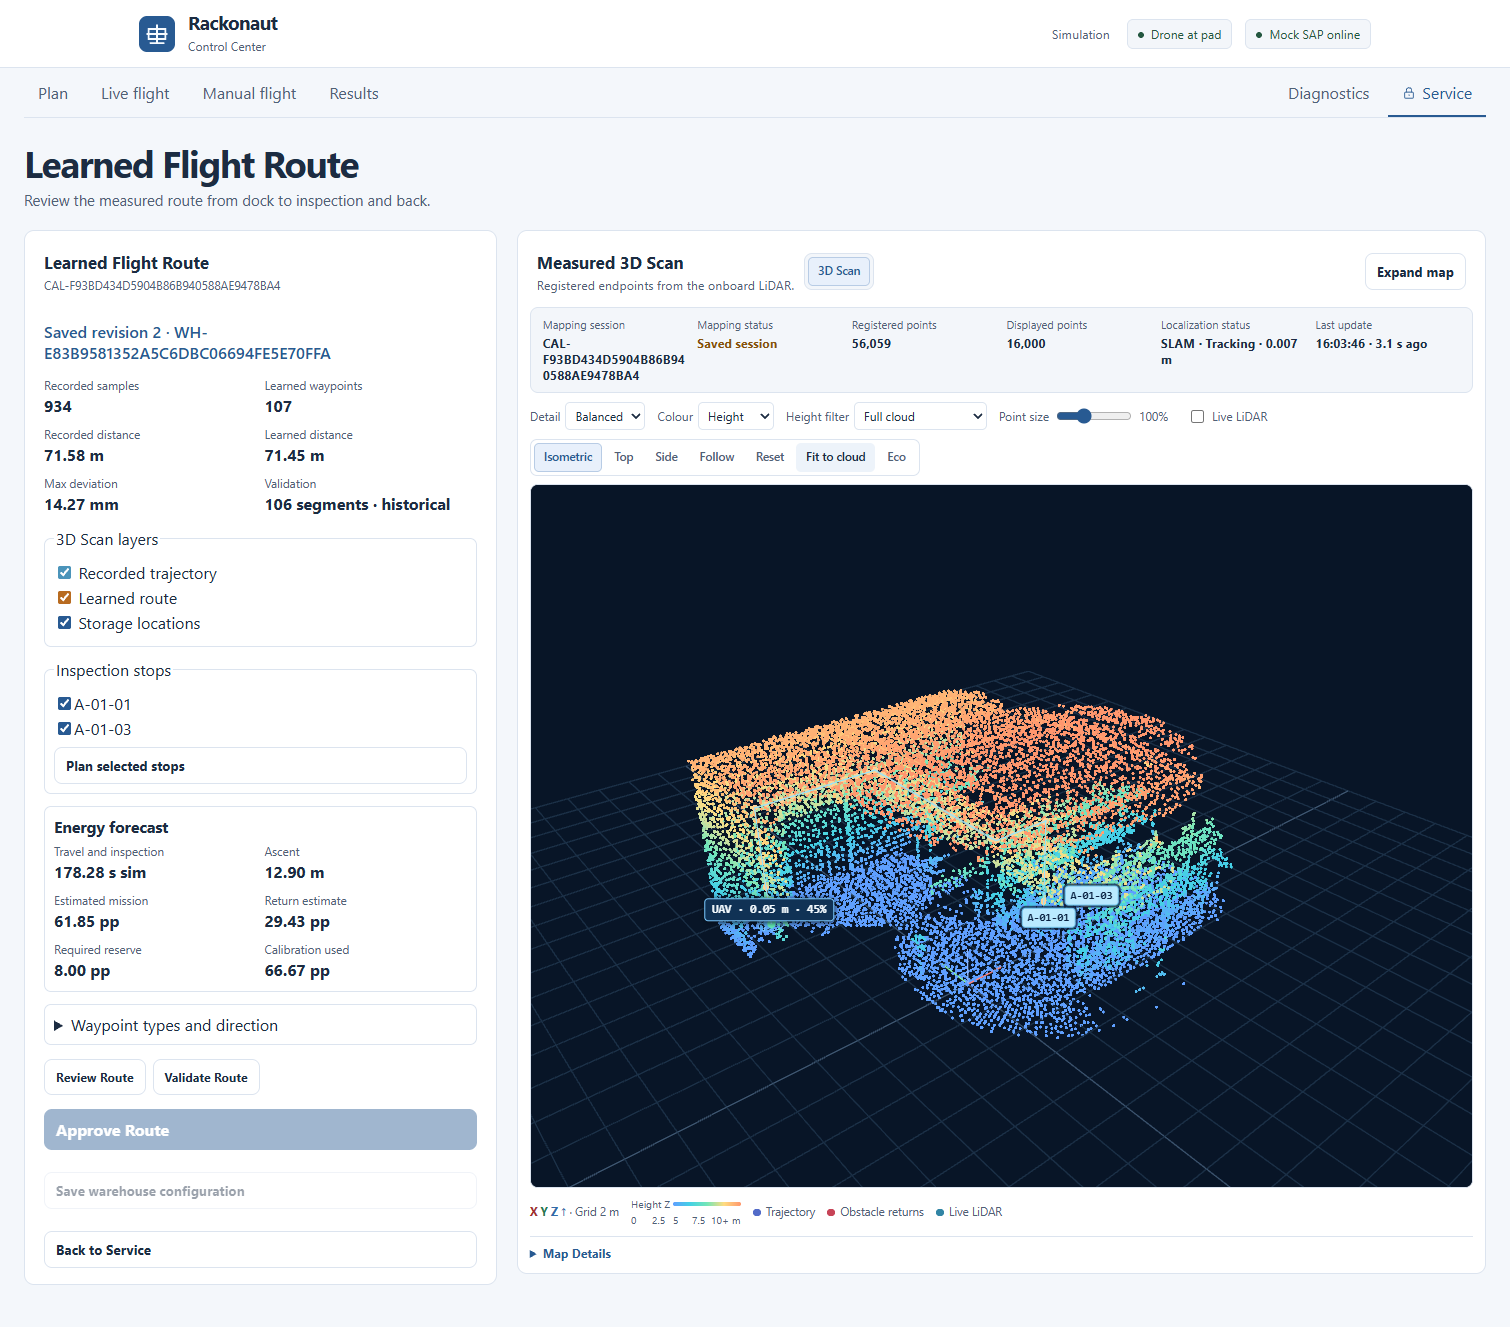 Rackonaut
Control Center
Simulation
Drone at pad
Mock SAP online
Plan
Live flight
Manual flight
Results
Diagnostics
Service
Learned Flight Route
Review the measured route from dock to inspection and back.
Learned Flight Route
CAL-F93BD434D5904B86B940588AE9478BA4
Saved revision 2 · WH-
E83B9581352A5C6DBC06694FE5E70FFA
Recorded samples
934
Learned waypoints
107
Recorded distance
71.58 m
Learned distance
71.45 m
Max deviation
14.27 mm
Validation
106 segments · historical
3D Scan layers
Recorded trajectory
Learned route
Storage locations
Inspection stops
A-01-01
A-01-03
Plan selected stops
Energy forecast
Travel and inspection
178.28 s sim
Ascent
12.90 m
Estimated mission
61.85 pp
Return estimate
29.43 pp
Required reserve
8.00 pp
Calibration used
66.67 pp
Waypoint types and direction
Review Route
Validate Route
Approve Route
Save warehouse configuration
Back to Service
Measured 3D Scan
Registered endpoints from the onboard LiDAR.
3D Scan
Expand map
Mapping session
CAL-
F93BD434D5904B86B94
0588AE9478BA4
Mapping status
Saved session
Registered points
56,059
Displayed points
16,000
Localization status
SLAM · Tracking · 0.007
m
Last update
16:03:46 · 3.1 s ago
Detail
Balanced
Colour
Height
Height filter
Full cloud
Point size
100%
Live LiDAR
Isometric
Top
Side
Follow
Reset
Fit to cloud
Eco
UAV · 0.05 m · 45%
A-01-03
A-01-01
X Y Z ↑ · Grid 2 m
Height Z
0 2.5 5 7.5 10+ m
Trajectory
Obstacle returns
Live LiDAR
Map Details